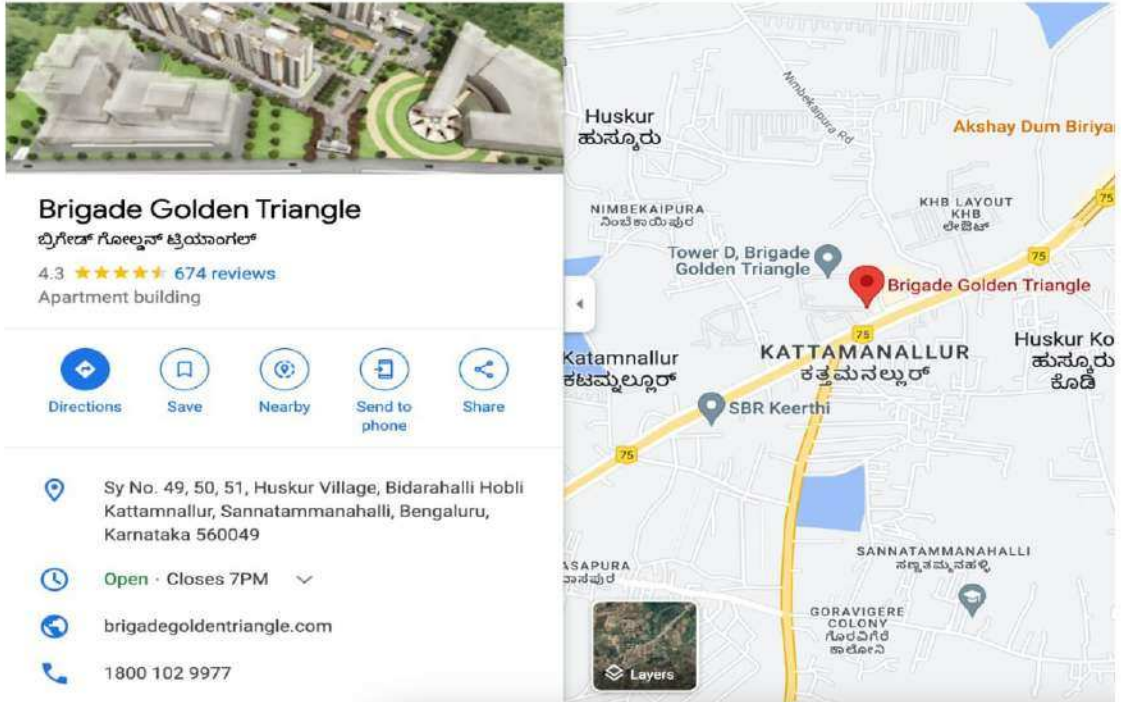 Brigade Golden Triangle
ಬ್ರಿಗೇಡ್ ಗೋಲ್ಡನ್ ಟ್ರಿಯಾಂಗಲ್
4.3 674 reviews
Apartment building
Directions
Save
Nearby
Send to
phone
Share
Sy No. 49, 50, 51, Huskur Village, Bidarahalli Hobli
Kattamnallur, Sannatammanahalli, Bengaluru,
Karnataka 560049
Open · Closes 7PM
brigadegoldentriangle.com
1800 102 9977
Nimbekaipura Rd
Huskur
ಹುಸ್ಕೂರು
Akshay Dum Biriya
75
NIMBEKAIPURA
ನಿಂಬೆಕಾಯಿಪುರ
KHB LAYOUT
KHB
ಲೇಔಟ್
Tower D, Brigade
Golden Triangle
75
Brigade Golden Triangle
75
Huskur Ko
ಹುಸ್ಕೂರು
ಕೊಡಿ
Katamnallur
ಕಟಮ್ನಲ್ಲೂರ್
KATTAMANALLUR
ಕತ್ತಮನಲ್ಲುರ್
SBR Keerthi
75
SANNATAMMANAHALLI
ಸಣ್ಣತಮ್ಮನಹಳ್ಳಿ
ASAPURA
ವಾಸಪುರ
GORAVIGERE
COLONY
ಗೊರವಿಗೆರೆ
ಕಾಲೋನಿ
Layers